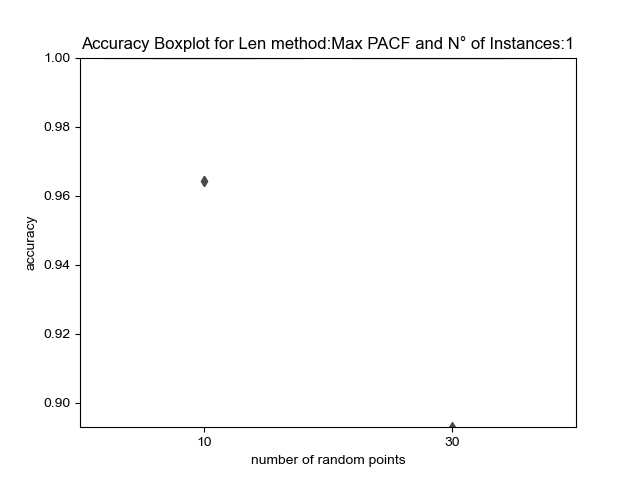 Accuracy Boxplot for Len method:Max PACF and N° of Instances:1
1.00
0.98
0.96
0.94
0.92
0.90
accuracy
10
30
number of random points